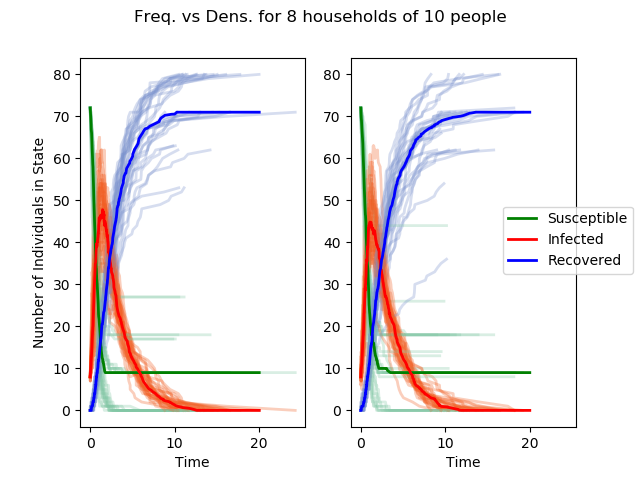 Freq. vs Dens. for 8 households of 10 people
Number of Individuals in State
80
70
60
50
40
30
20
10
0
0 10 20
Time
80
70
60
50
40
30
20
10
0
0 10 20
Time
Susceptible
Infected
Recovered